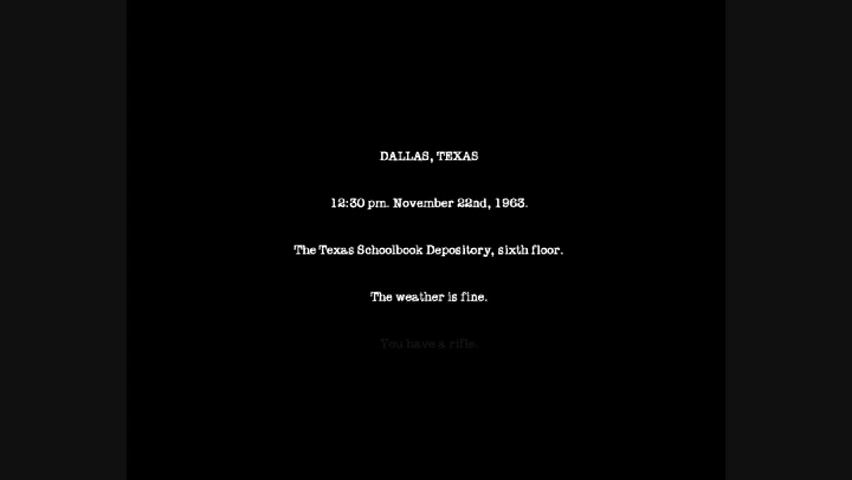 DALLAS, TEXAS
12:30 pm. November 22nd, 1963.
The Texas Schoolbook Depository, sixth floor.
The weather is fine.
You have a rifle.